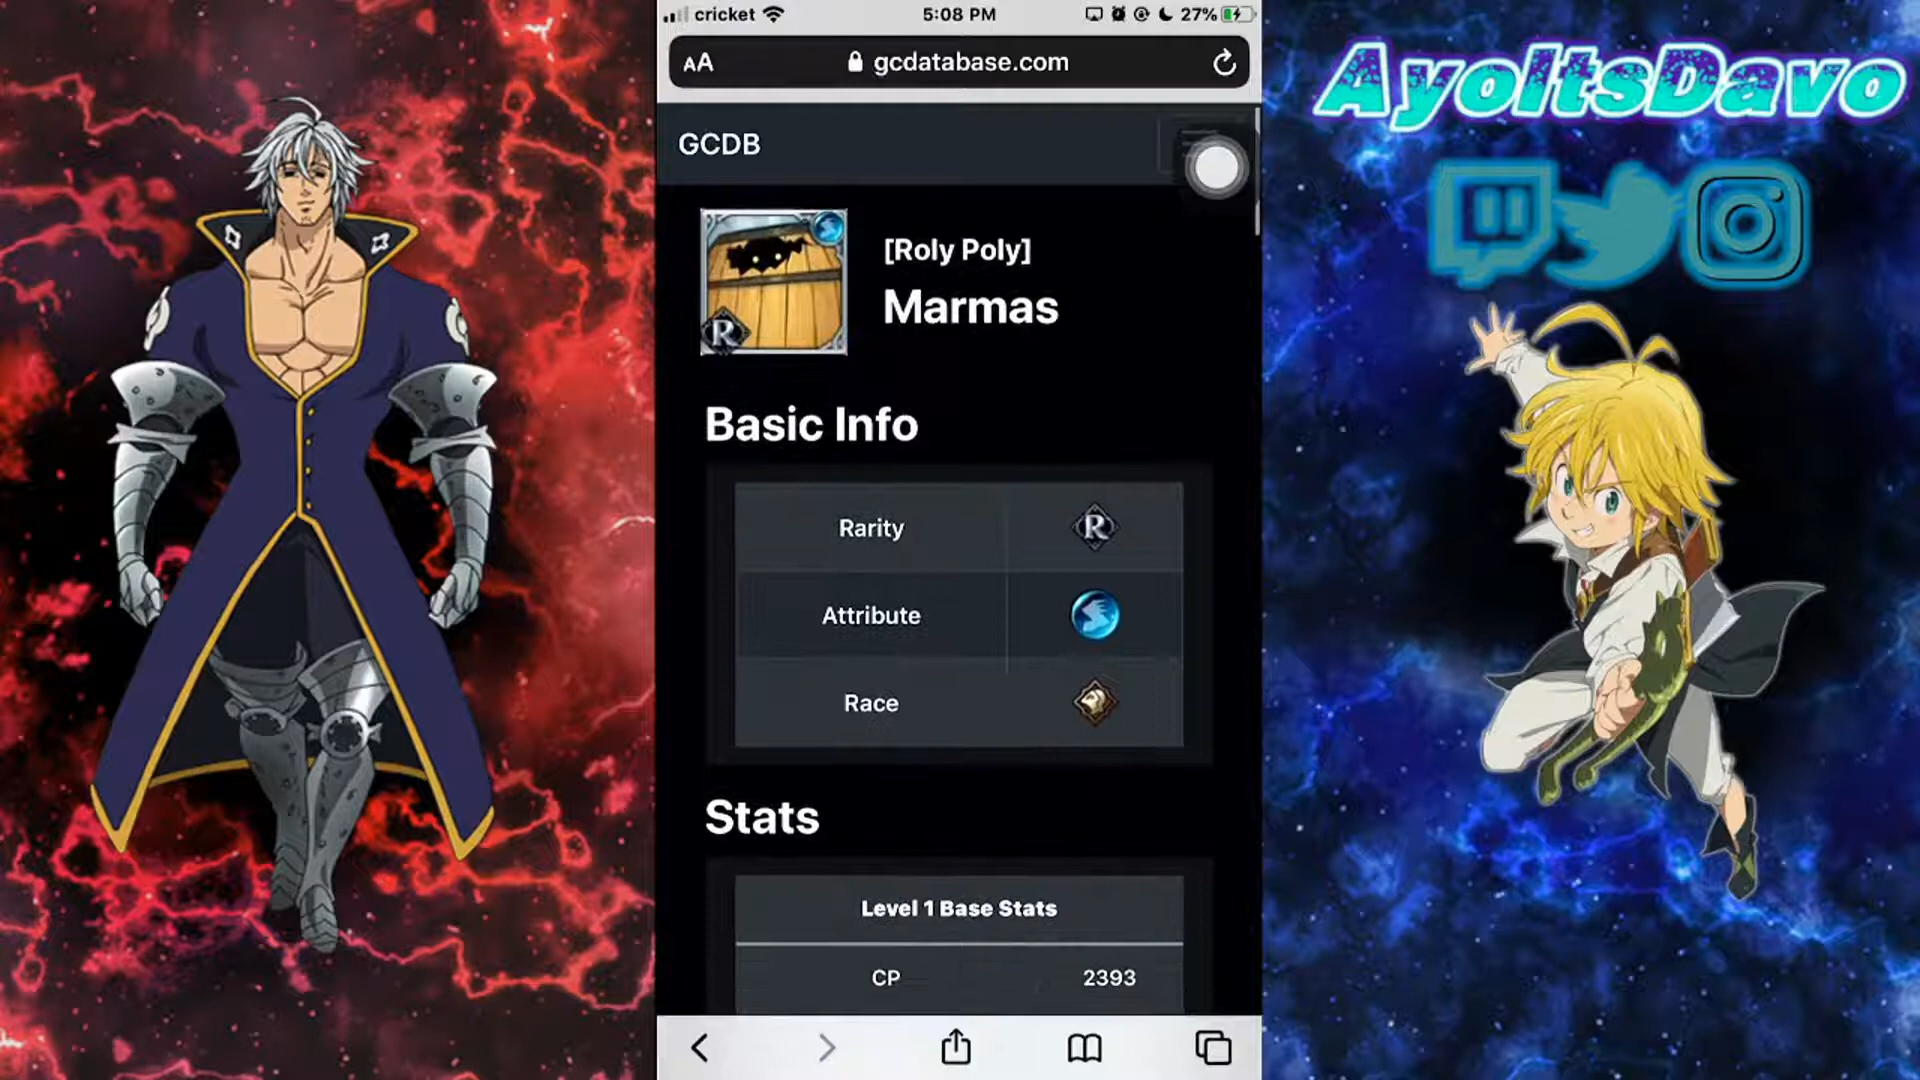 cricket
5:08 PM
27%
AA
gcdatabase.com
GCDB
[Roly Poly]
Marmas
R
Basic Info
Rarity
R
Attribute
Race
Stats
Level 1 Base Stats
CP
2393
AyoItsDavo